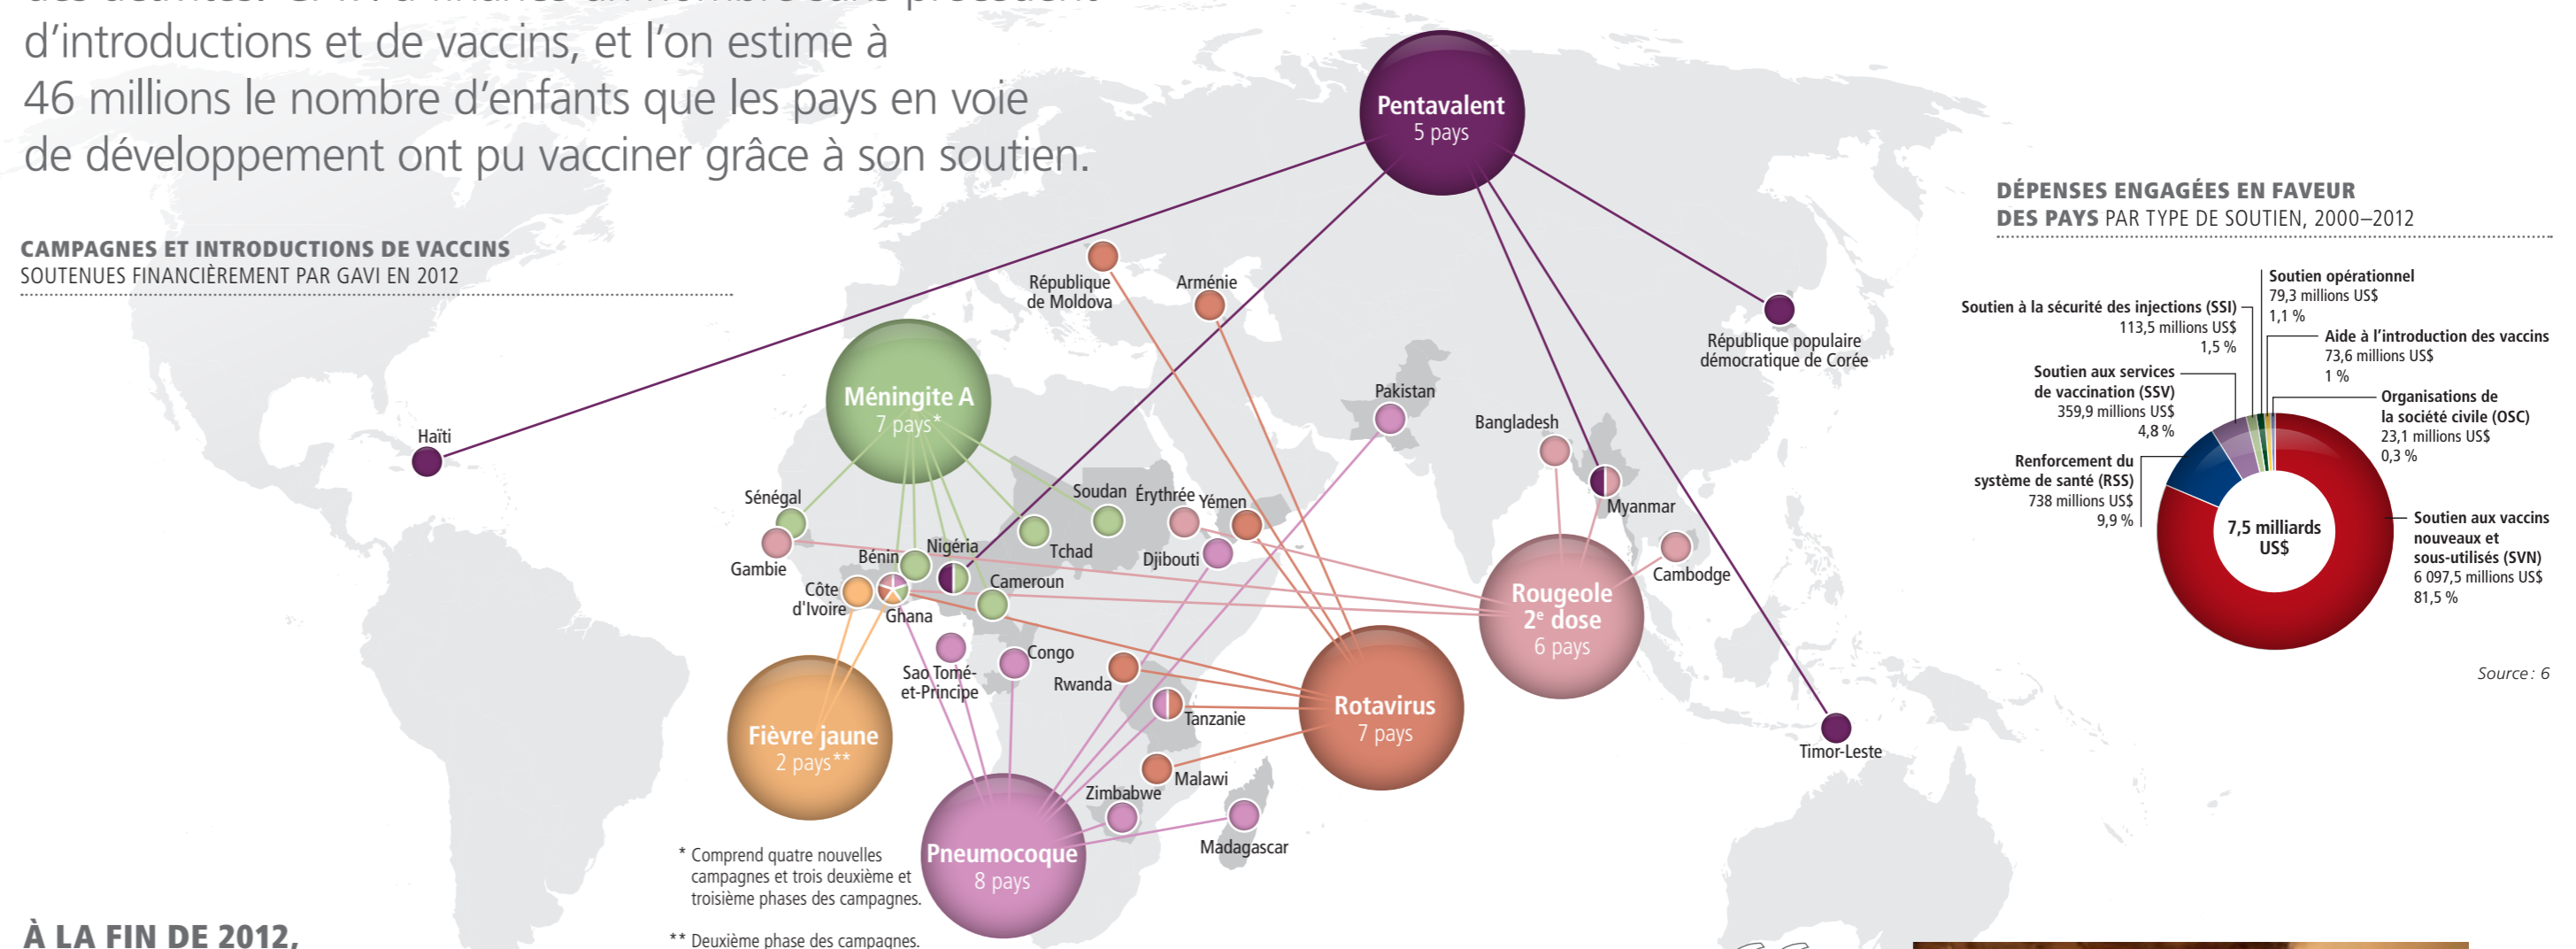 d'introductions et de vaccins, et l'on estime à
46 millions le nombre d'enfants que les pays en voie
de développement ont pu vacciner grâce à son soutien.
CAMPAGNES ET INTRODUCTIONS DE VACCINS
SOUTENUES FINANCIÈREMENT PAR GAVI EN 2012
Pentavalent
5 pays
République
de Moldova
Arménie
République populaire
démocratique de Corée
Méningite A
7 pays*
Haïti
Pakistan
Bangladesh
Myanmar
Cambodge
Sénégal
Gambie
Soudan
Érythrée
Yémen
Tchad
Djibouti
Bénin
Nigéria
Cameroun
Côte
d'Ivoire
Ghana
Sao Tomé-
et-Principe
Congo
Rwanda
Tanzanie
Rougeole
2e dose
6 pays
Rotavirus
7 pays
Fièvre jaune
2 pays**
Timor-Leste
Malawi
Zimbabwe
Madagascar
Pneumocoque
8 pays
* Comprend quatre nouvelles
campagnes et trois deuxième et
troisième phases des campagnes.
** Deuxième phase des campagnes.
DÉPENSES ENGAGÉES EN FAVEUR
DES PAYS PAR TYPE DE SOUTIEN, 2000–2012
Soutien opérationnel
79,3 millions US$
1,1 %
Soutien à la sécurité des injections (SSI)
113,5 millions US$
1,5 %
Aide à l'introduction des vaccins
73,6 millions US$
1 %
Soutien aux services
de vaccination (SSV)
359,9 millions US$
4,8 %
Organisations de
la société civile (OSC)
23,1 millions US$
0,3 %
Renforcement du
système de santé (RSS)
738 millions US$
9,9 %
7,5 milliards
US$
Soutien aux vaccins
nouveaux et
sous-utilisés (SVN)
6 097,5 millions US$
81,5 %
Source : 6
À LA FIN DE 2012,